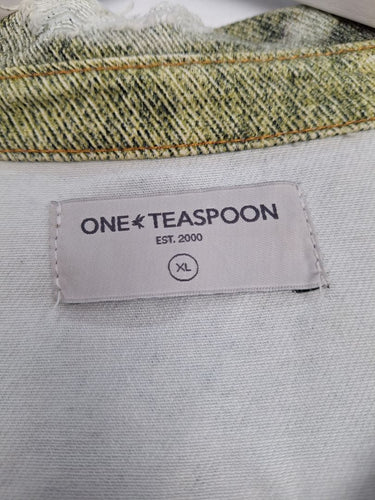 ONE TEASPOON
EST. 2000
XL